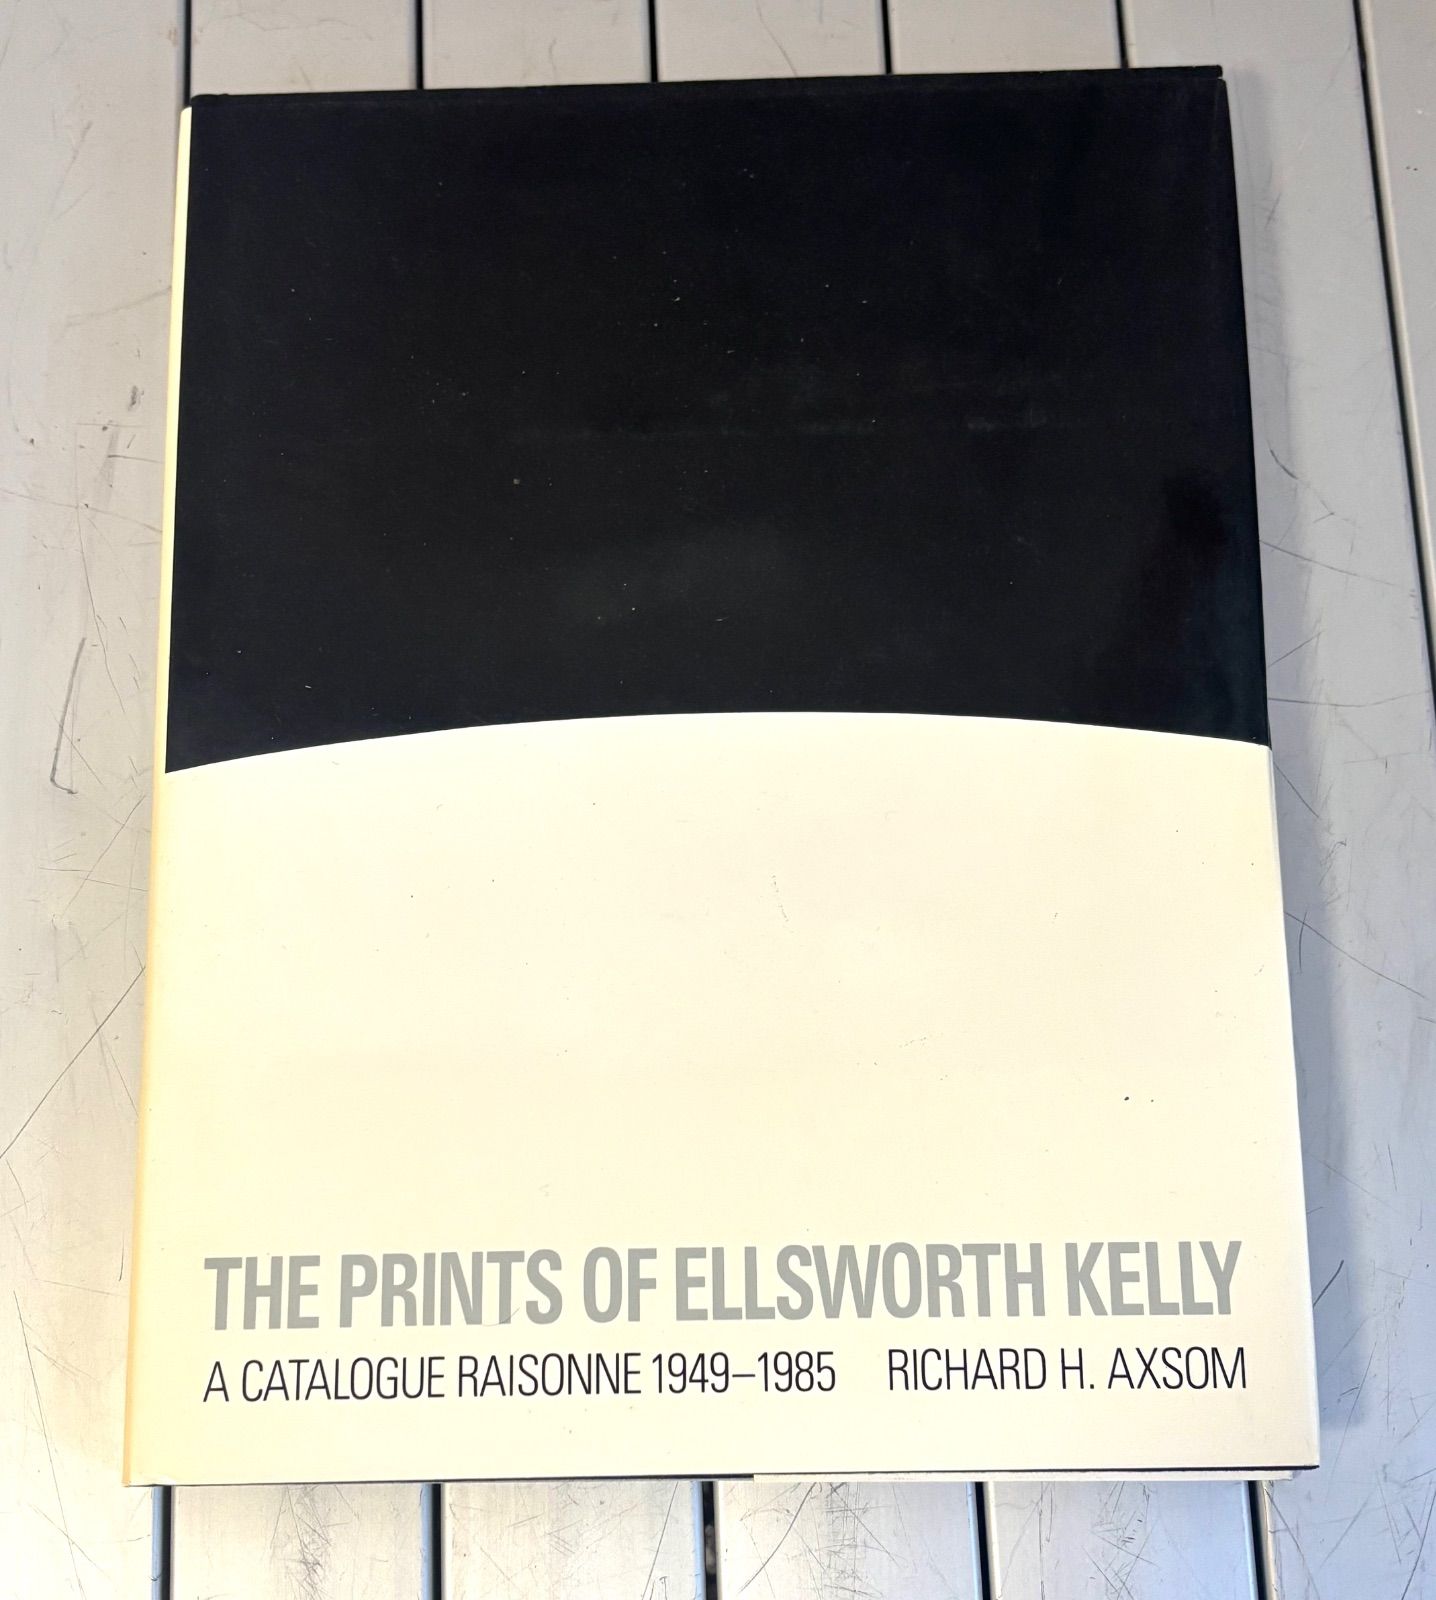 THE PRINTS OF ELLSWORTH KELLY
A CATALOGUE RAISONNE 1949–1985 RICHARD H. AXSOM